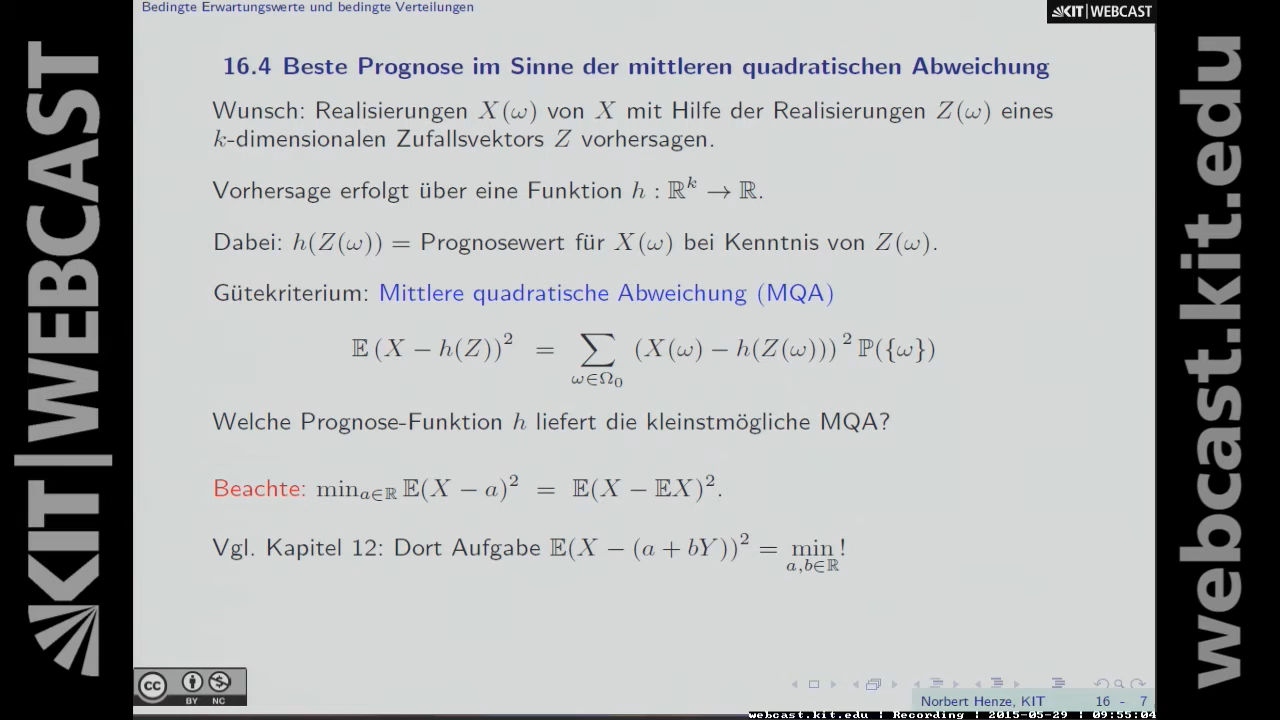 Bedingte Erwartungswerte und bedingte Verteilungen
KIT | WEBCAST
16.4 Beste Prognose im Sinne der mittleren quadratischen Abweichung
Wunsch: Realisierungen X(ω) von X mit Hilfe der Realisierungen Z(ω) eines
k-dimensionalen Zufallsvektors Z vorhersagen.
Vorhersage erfolgt über eine Funktion h : ℝᵏ → ℝ.
Dabei: h(Z(ω)) = Prognosewert für X(ω) bei Kenntnis von Z(ω).
Gütekriterium: Mittlere quadratische Abweichung (MQA)
𝔼 (X − h(Z))² = ∑_{ω∈Ω₀} (X(ω) − h(Z(ω)))² ℙ({ω})
Welche Prognose-Funktion h liefert die kleinstmögliche MQA?
Beachte: min_{a∈ℝ} 𝔼(X − a)² = 𝔼(X − 𝔼X)².
Vgl. Kapitel 12: Dort Aufgabe 𝔼(X − (a + bY))² = min_{a,b∈ℝ} !
cc BY NC
Norbert Henze, KIT 16 - 7
webcast.kit.edu | Recording | 2015-05-29 | 09:55:04
KIT | WEBCAST
webcast.kit.edu